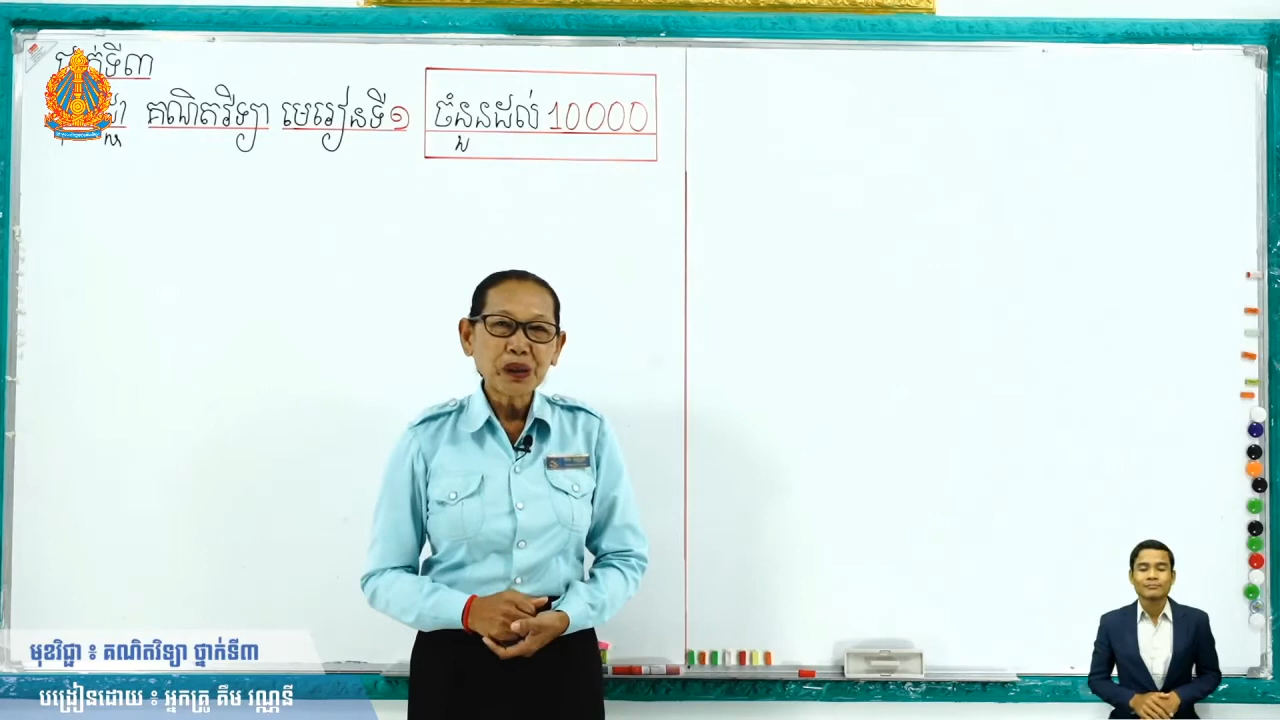 ថ្នាក់ទី៣
គណិតវិទ្យា មេរៀនទី១ ចំនួនដល់ 10000
មុខវិជ្ជា ៖ គណិតវិទ្យា ថ្នាក់ទី៣
បង្រៀនដោយ ៖ អ្នកគ្រូ គឹម វណ្ណនី